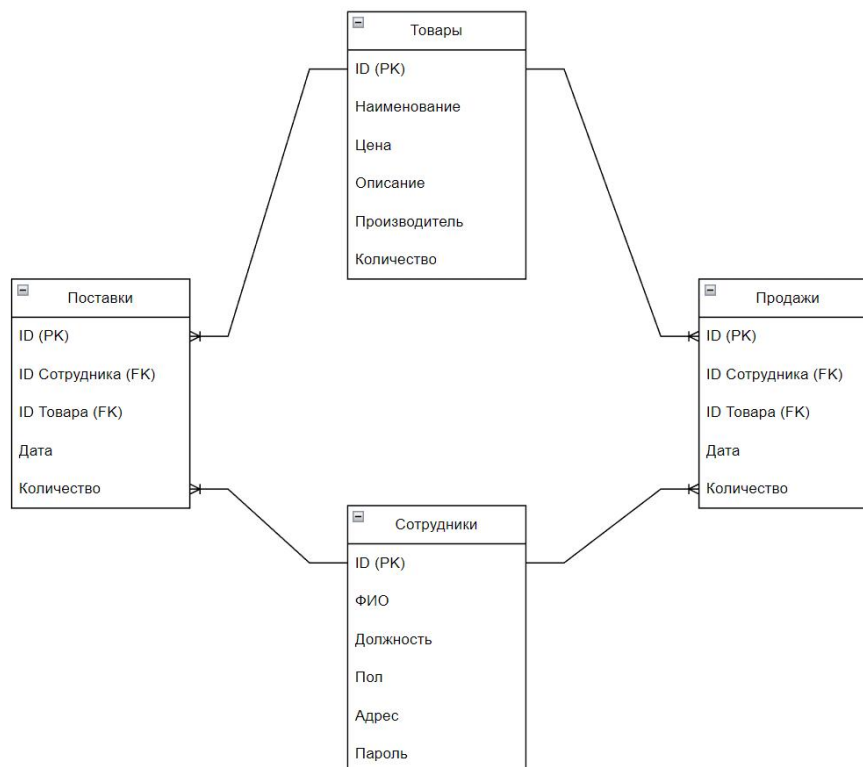 Товары
ID (PK)
Наименование
Цена
Описание
Производитель
Количество
Поставки
ID (PK)
ID Сотрудника (FK)
ID Товара (FK)
Дата
Количество
Продажи
ID (PK)
ID Сотрудника (FK)
ID Товара (FK)
Дата
Количество
Сотрудники
ID (PK)
ФИО
Должность
Пол
Адрес
Пароль